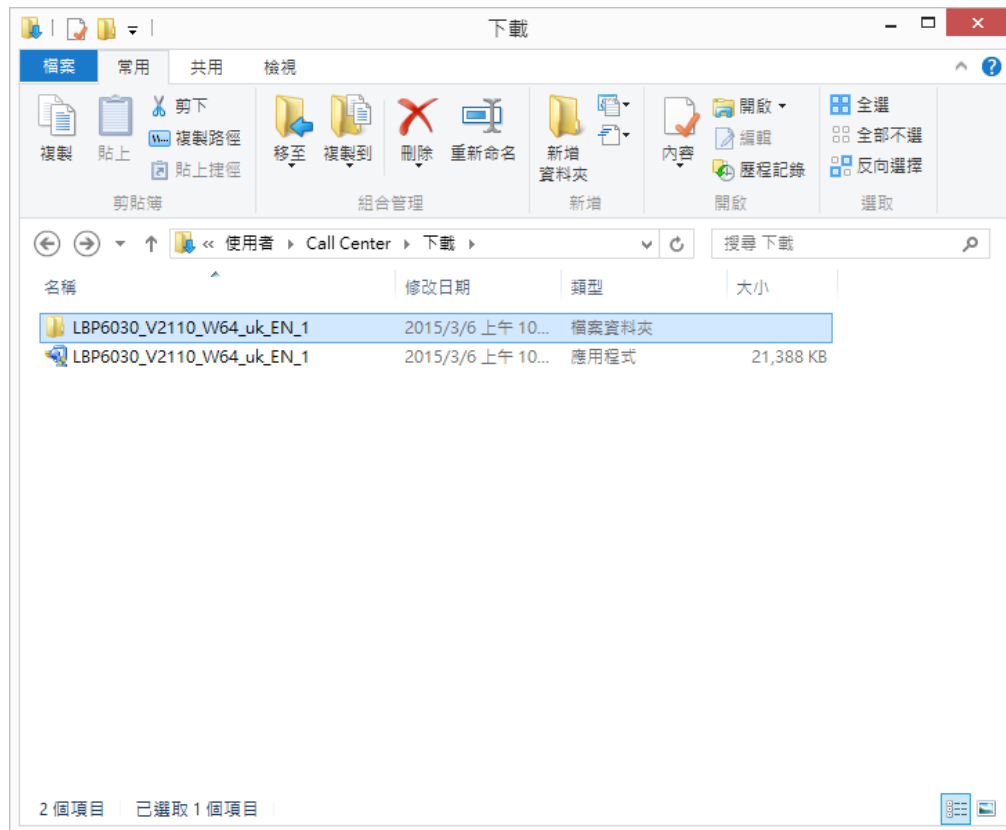 下載
檔案 常用 共用 檢視
複製 貼上 剪下 複製路徑 貼上捷徑
剪貼簿
移至 複製到 刪除 重新命名
組合管理
新增資料夾
新增
內容 開啟 編輯 歷程記錄
開啟
全選 全部不選 反向選擇
選取
« 使用者 Call Center 下載
搜尋 下載
名稱 修改日期 類型 大小
LBP6030_V2110_W64_uk_EN_1 2015/3/6 上午 10... 檔案資料夾
LBP6030_V2110_W64_uk_EN_1 2015/3/6 上午 10... 應用程式 21,388 KB
2 個項目 已選取 1 個項目